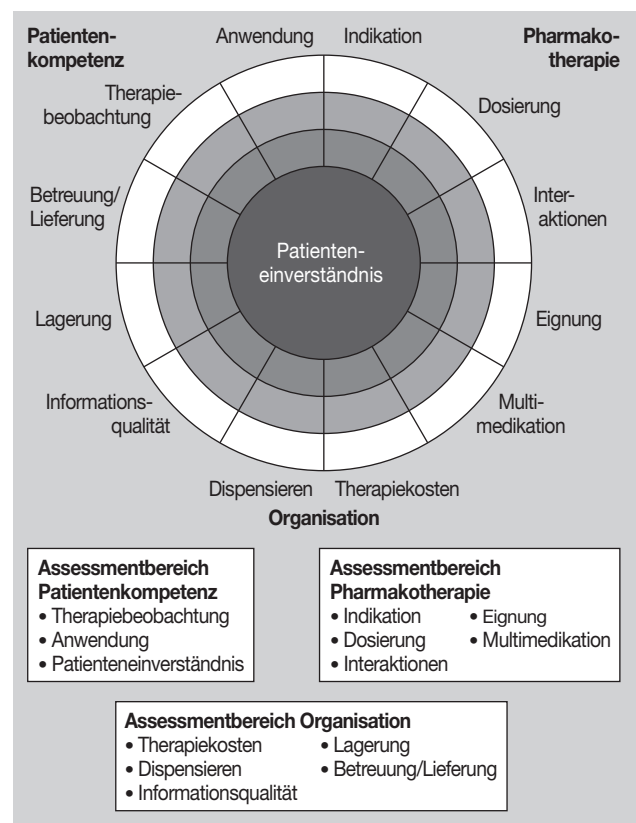 Patienten-
kompetenz
Anwendung
Indikation
Pharmako-
therapie
Therapie-
beobachtung
Dosierung
Betreuung/
Lieferung
Inter-
aktionen
Patienten-
einverständnis
Lagerung
Eignung
Informations-
qualität
Multi-
medikation
Dispensieren
Therapiekosten
Organisation
Assessmentbereich
Patientenkompetenz
• Therapiebeobachtung
• Anwendung
• Patienteneinverständnis
Assessmentbereich
Pharmakotherapie
• Indikation
• Dosierung
• Interaktionen
• Eignung
• Multimedikation
Assessmentbereich Organisation
• Therapiekosten
• Dispensieren
• Informationsqualität
• Lagerung
• Betreuung/Lieferung